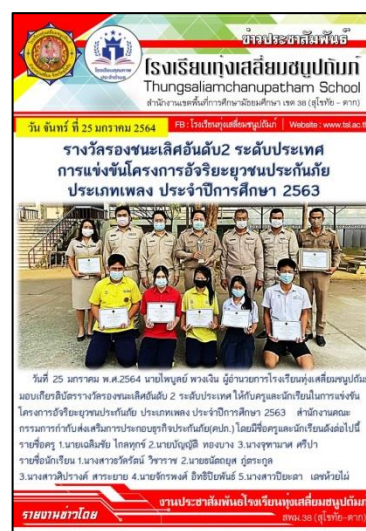 ข่าวประชาสัมพันธ์
โรงเรียนทุ่งเสลี่ยมชนูปถัมภ์
Thungsaliamchanupatham School
สำนักงานเขตพื้นที่การศึกษามัธยมศึกษา เขต 38 (สุโขทัย - ตาก)
วัน จันทร์ ที่ 25 มกราคม 2564
FB : โรงเรียนทุ่งเสลี่ยมชนูปถัมภ์ | Website : www.tsl.ac.th
รางวัลรองชนะเลิศอันดับ2 ระดับประเทศ
การแข่งขันโครงการอัจริยะยุวชนประกันภัย
ประเภทเพลง ประจำปีการศึกษา 2563
วันที่ 25 มกราคม พ.ศ.2564 นายไพบูลย์ พวงเงิน ผู้อำนวยการโรงเรียนทุ่งเสลี่ยมชนูปถัมภ์
มอบเกียรติบัตรรางวัลรองชนะเลิศอันดับ 2 ระดับประเทศ ให้กับครูและนักเรียนในการแข่งขัน
โครงการอัจริยะยุวชนประกันภัย ประเภทเพลง ประจำปีการศึกษา 2563 สำนักงานคณะ
กรรมการกำกับส่งเสริมการประกอบธุรกิจประกันภัย(คปภ.) โดยมีชื่อครูและนักเรียนดังต่อไปนี้
รายชื่อครู 1.นายเฉลิมชัย ไกลทุกข์ 2.นายบัญญัติ ทองบาง 3.นางจุฑามาศ ศรีปา
รายชื่อนักเรียน 1.นางสาวธวัลรัตน์ วิชาราช 2.นายธนัตถยุส ภู่ตระกูล
3.นางสาวสิปรางค์ สาระยาย 4.นายจักรพงศ์ อิทธิปัยพันธ์ 5.นางสาวปิยะดา เตชห้วยไผ่
รายงานข่าวโดย
งานประชาสัมพันธ์โรงเรียนทุ่งเสลี่ยมชนูปถัมภ์
สพม.38 (สุโขทัย-ตาก)